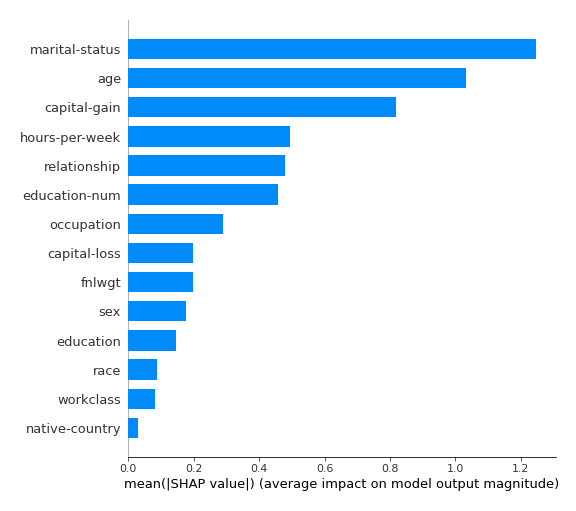 marital-status
age
capital-gain
hours-per-week
relationship
education-num
occupation
capital-loss
fnlwgt
sex
education
race
workclass
native-country
0.0 0.2 0.4 0.6 0.8 1.0 1.2
mean(|SHAP value|) (average impact on model output magnitude)